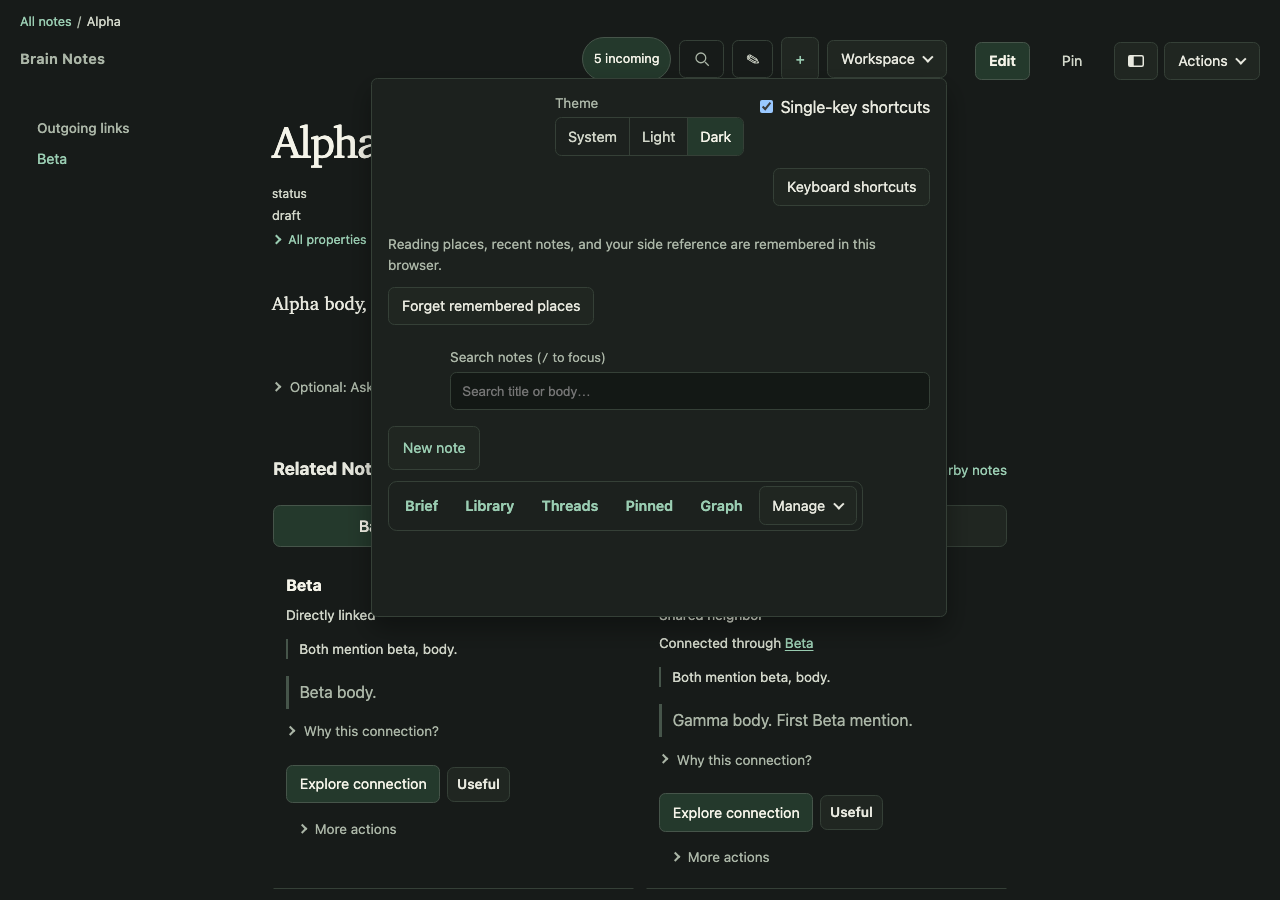 All notes / Alpha
Brain Notes
5 incoming
+
Workspace
Edit
Pin
Actions
Outgoing links
Beta
Alpha
status
draft
All properties
Alpha body,
Optional: Ask
Theme
System Light Dark
Single-key shortcuts
Keyboard shortcuts
Reading places, recent notes, and your side reference are remembered in this
browser.
Forget remembered places
Search notes (/ to focus)
Search title or body…
New note
Brief Library Threads Pinned Graph Manage
Related
rby notes
Beta
Directly linked
Both mention beta, body.
Beta body.
Why this connection?
Explore connection Useful
More actions
Shared neighbor
Connected through Beta
Both mention beta, body.
Gamma body. First Beta mention.
Why this connection?
Explore connection Useful
More actions